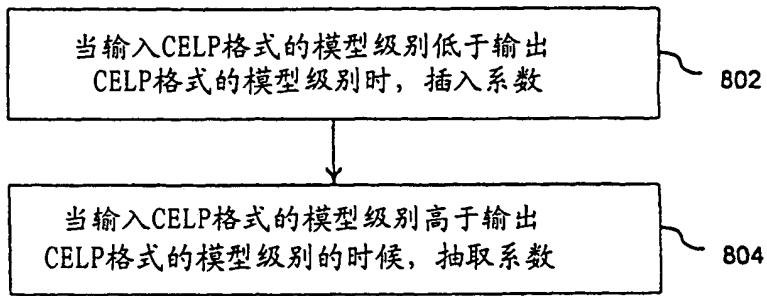 当输入CELP格式的模型级别低于输出
CELP格式的模型级别时，插入系数
802
当输入CELP格式的模型级别高于输出
CELP格式的模型级别的时候，抽取系数
804